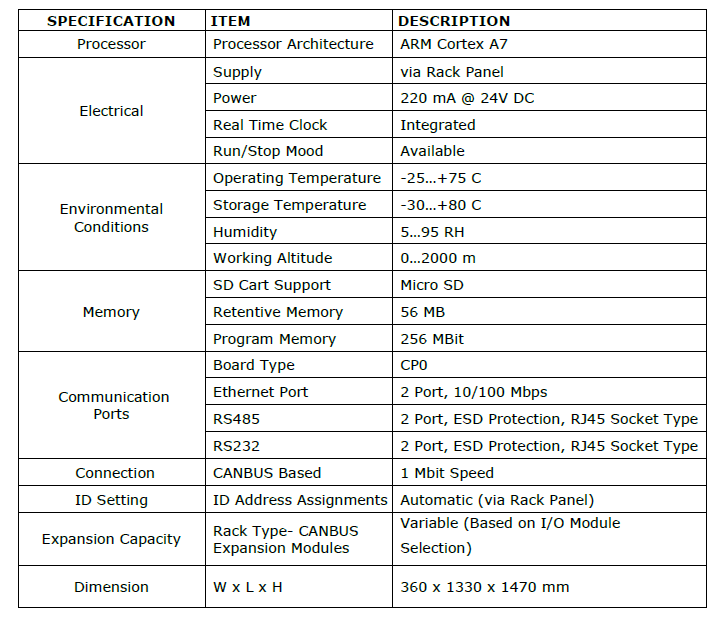 SPECIFICATION ITEM DESCRIPTION
Processor Processor Architecture ARM Cortex A7
Electrical
Supply via Rack Panel
Power 220 mA @ 24V DC
Real Time Clock Integrated
Run/Stop Mood Available
Environmental
Conditions
Operating Temperature -25…+75 C
Storage Temperature -30…+80 C
Humidity 5…95 RH
Working Altitude 0…2000 m
Memory
SD Cart Support Micro SD
Retentive Memory 56 MB
Program Memory 256 MBit
Communication
Ports
Board Type CP0
Ethernet Port 2 Port, 10/100 Mbps
RS485 2 Port, ESD Protection, RJ45 Socket Type
RS232 2 Port, ESD Protection, RJ45 Socket Type
Connection CANBUS Based 1 Mbit Speed
ID Setting ID Address Assignments Automatic (via Rack Panel)
Expansion Capacity
Rack Type- CANBUS
Expansion Modules
Variable (Based on I/O Module
Selection)
Dimension W x L x H 360 x 1330 x 1470 mm